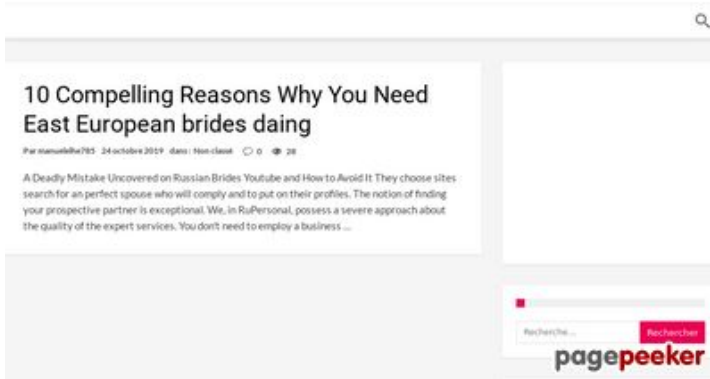 10 Compelling Reasons Why You Need
East European brides daing
Par manuelelhe785 24 octobre 2019 dans : Non classé 0 28
A Deadly Mistake Uncovered on Russian Brides Youtube and How to Avoid It They choose sites
search for an perfect spouse who will comply and to put on their profiles. The notion of finding
your prospective partner is exceptional. We, in RuPersonal, possess a severe approach about
the quality of the expert services. You don't need to employ a business ...
Recherche...
Rechercher
pagepeeker